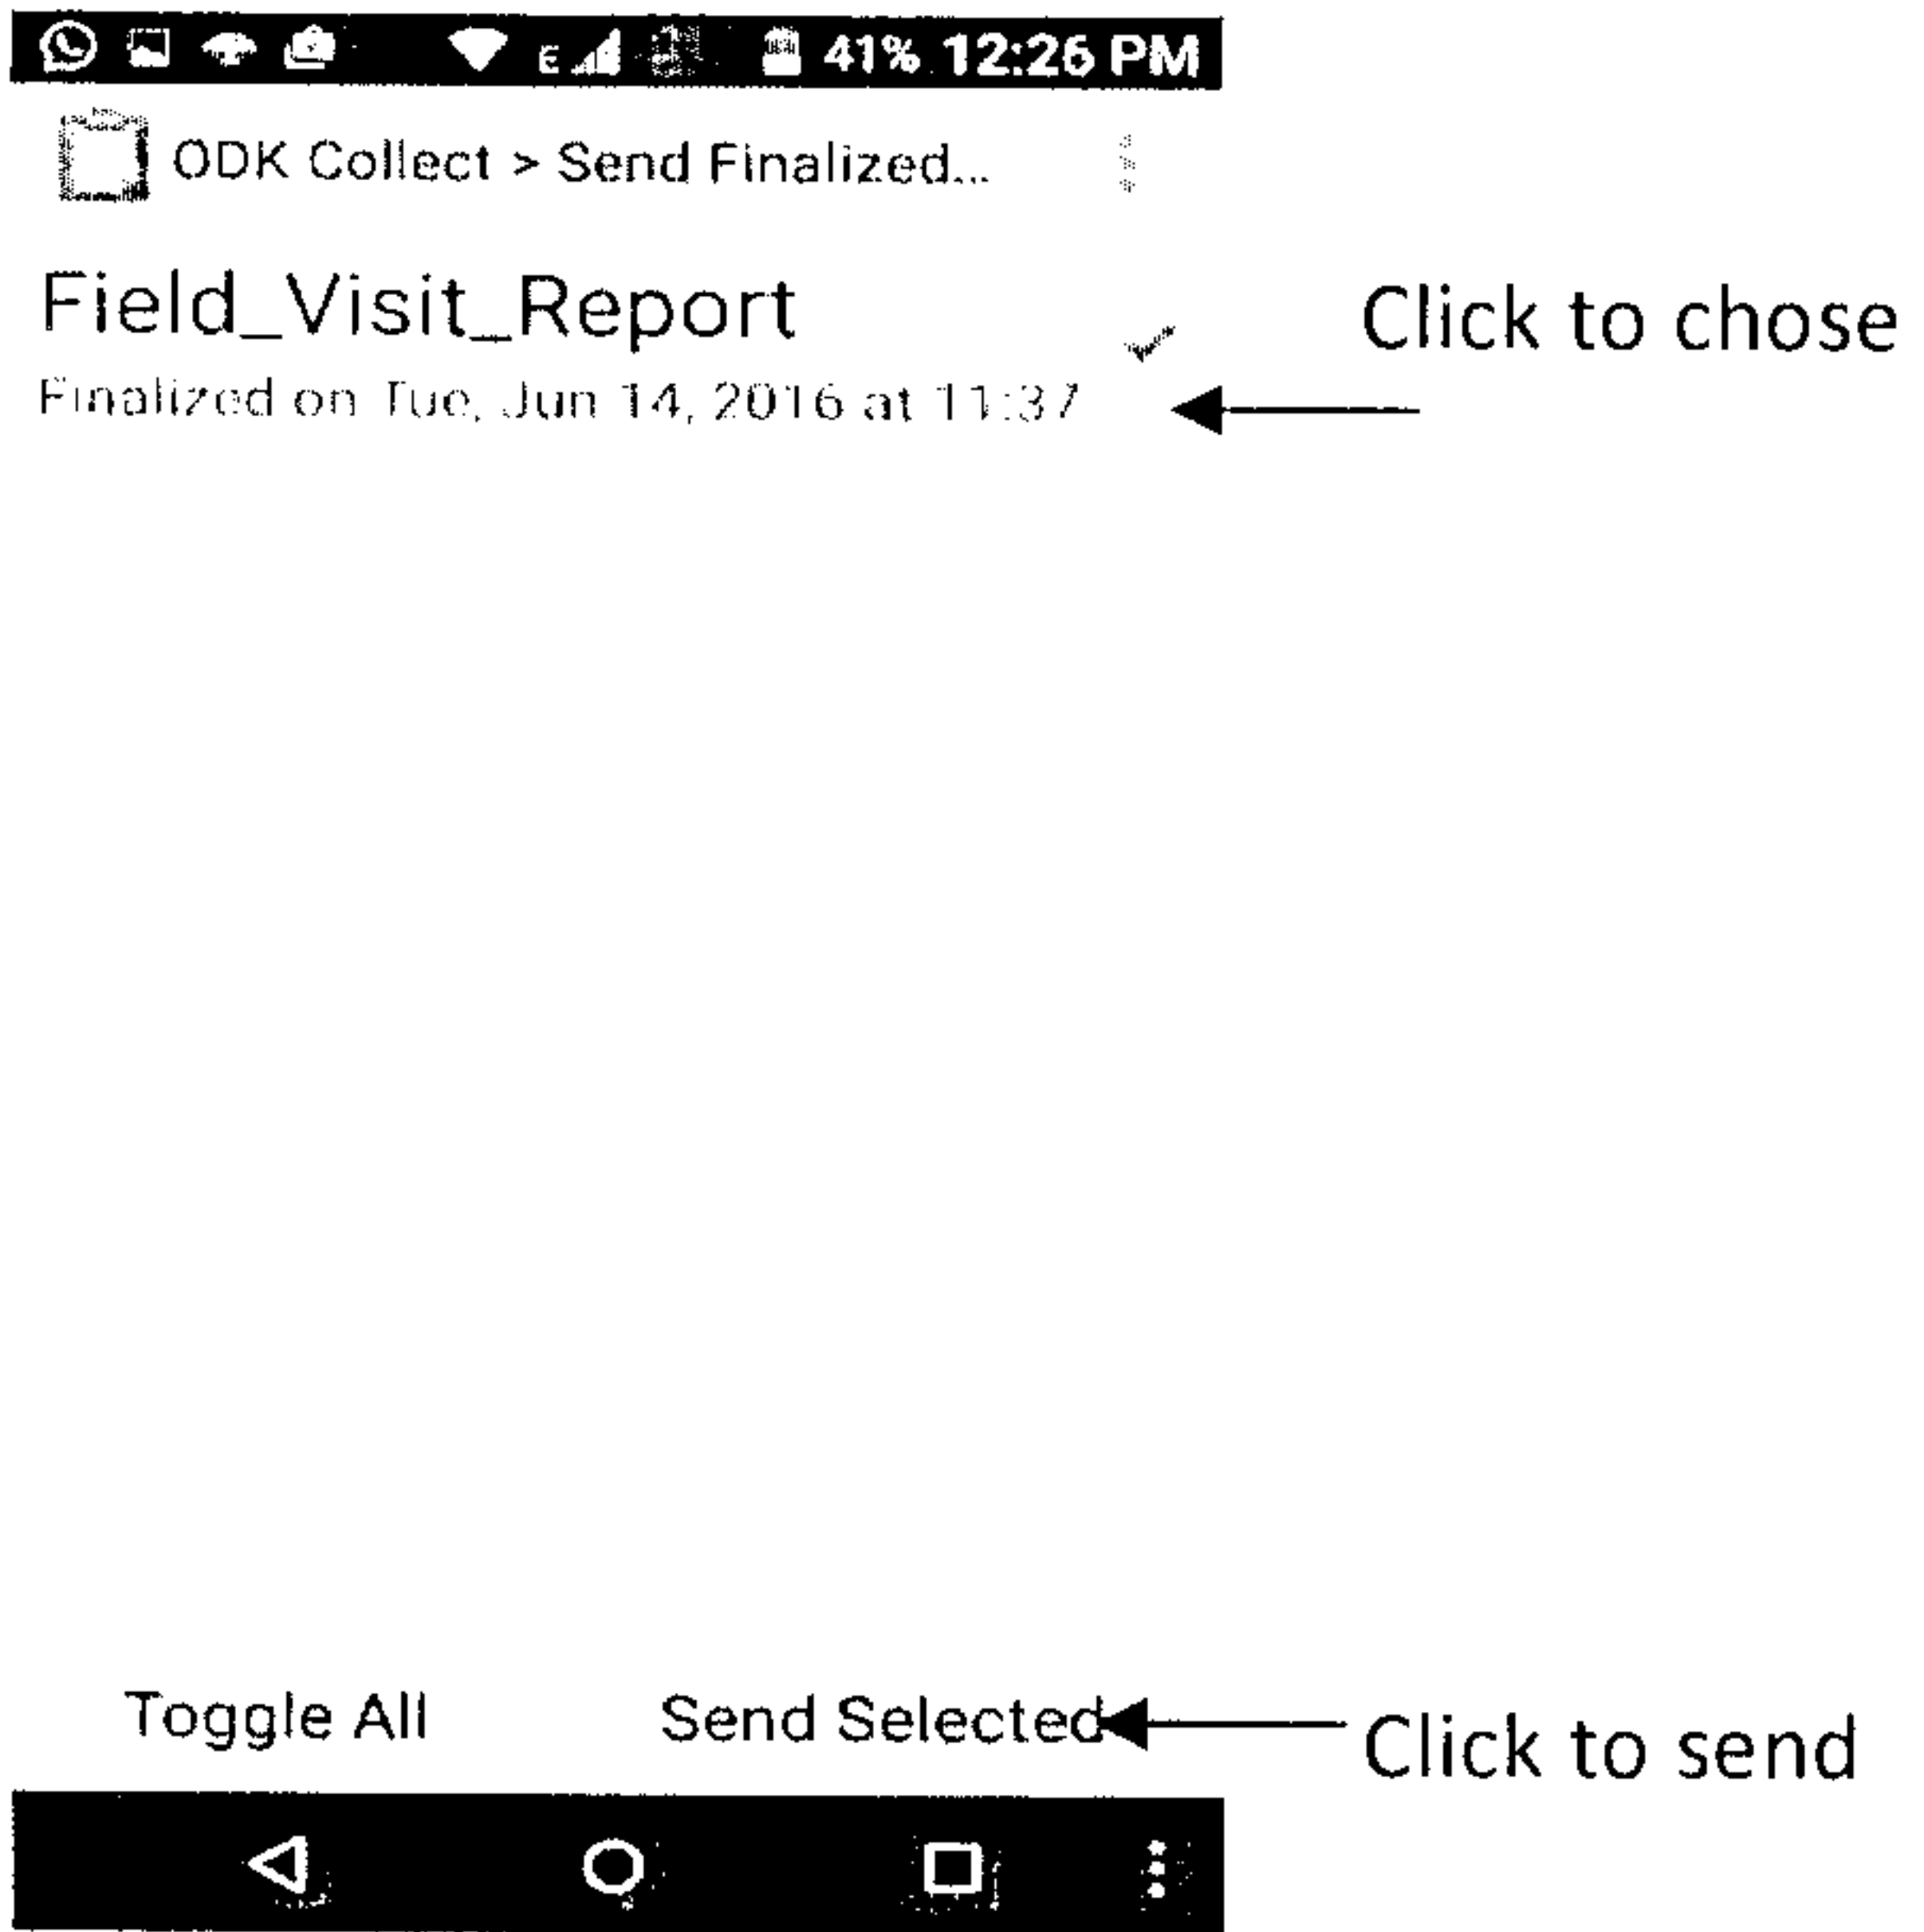 41% 12:26 PM
ODK Collect > Send Finalized...
Field_Visit_Report
Click to chose
Finalized on Tue, Jun 14, 2016 at 11:37
Toggle All Send Selected
Click to send